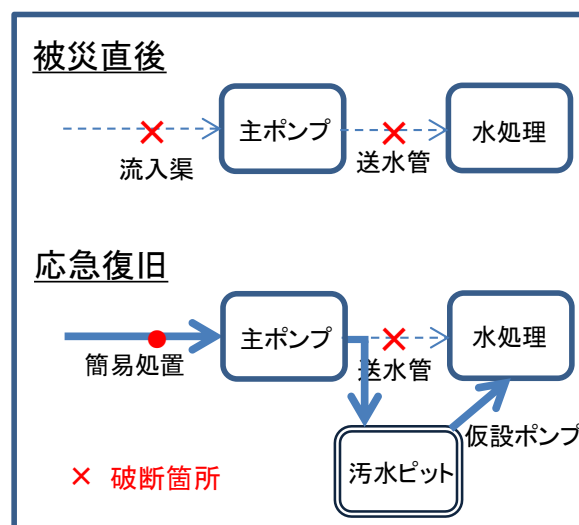 被災直後
主ポンプ
水処理
流入渠
送水管
応急復旧
主ポンプ
水処理
簡易処置
送水管
仮設ポンプ
汚水ピット
× 破断箇所